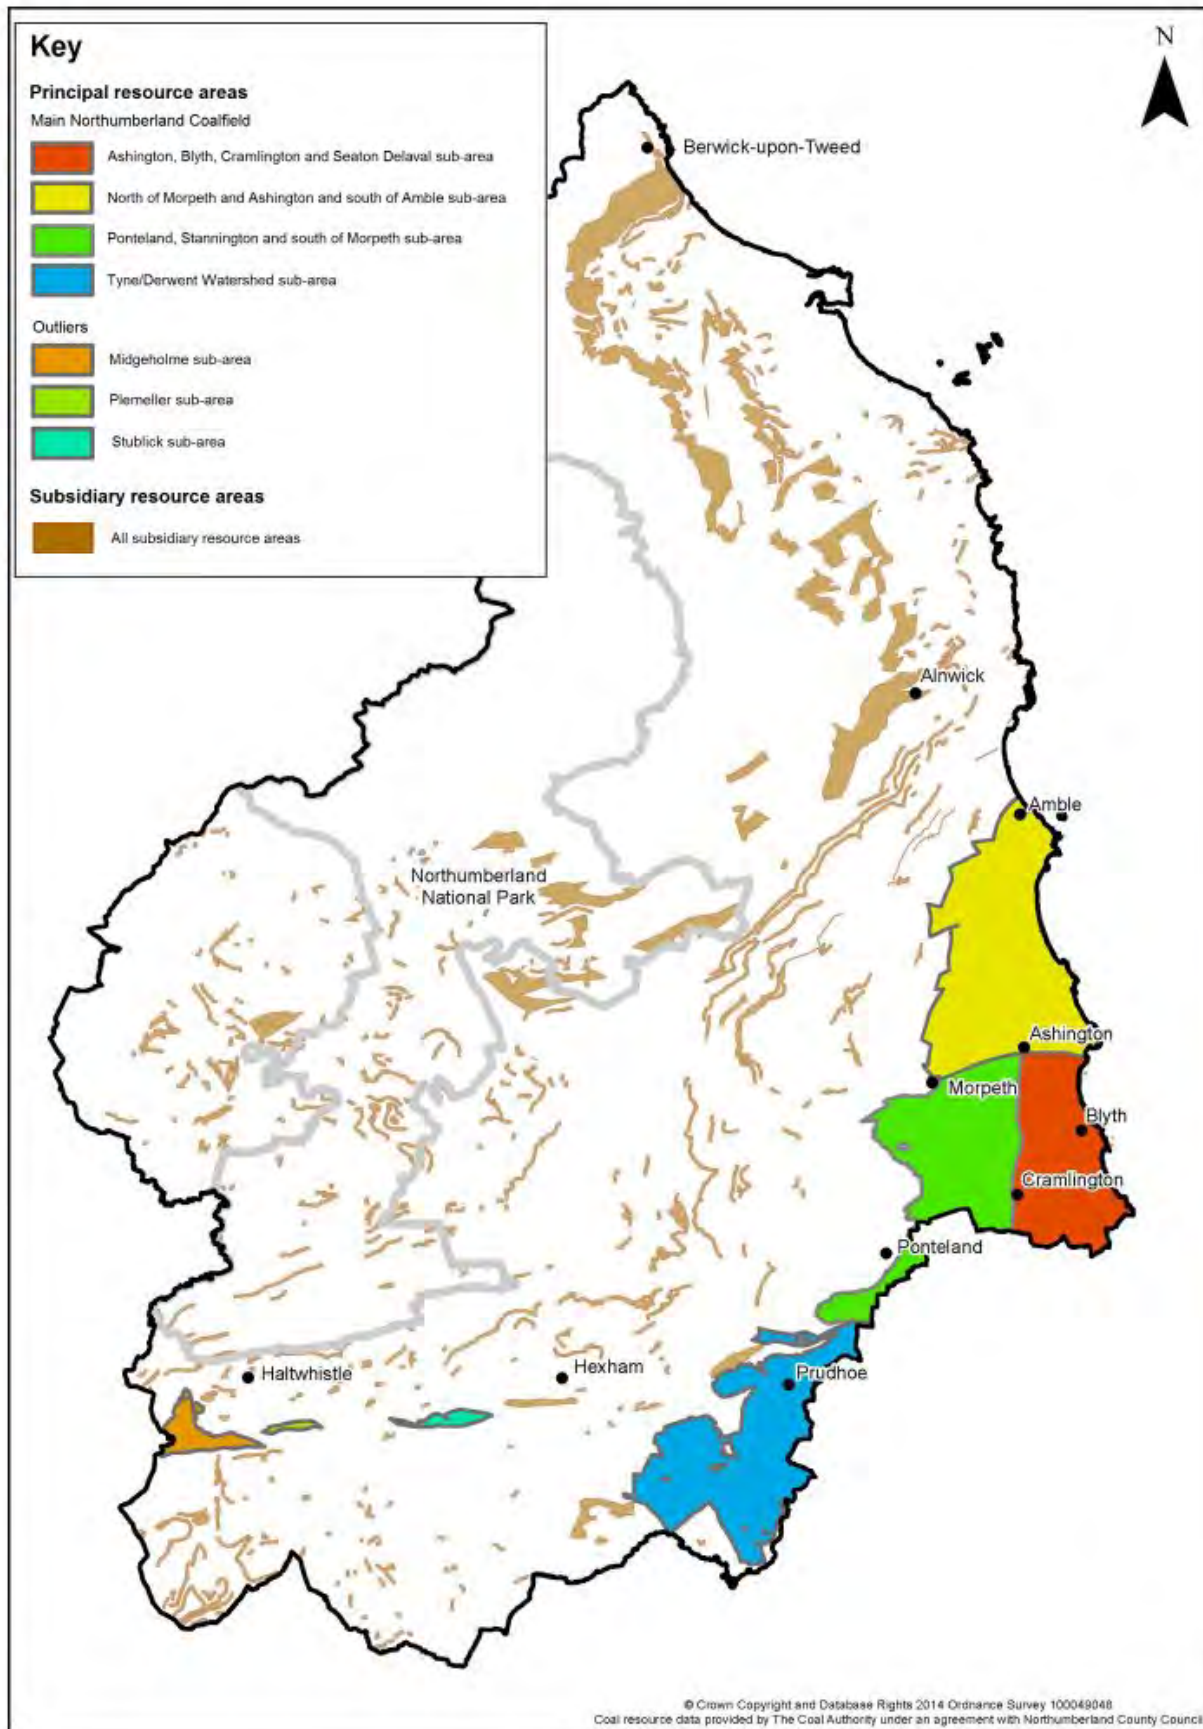 Key
Principal resource areas
Main Northumberland Coalfield
Ashington, Blyth, Cramlington and Seaton Delaval sub-area
North of Morpeth and Ashington and south of Amble sub-area
Ponteland, Stannington and south of Morpeth sub-area
Tyne/Derwent Watershed sub-area
Outliers
Midgeholme sub-area
Plemeller sub-area
Stublick sub-area
Subsidiary resource areas
All subsidiary resource areas
N
Berwick-upon-Tweed
Alnwick
Amble
Northumberland
National Park
Ashington
Morpeth
Blyth
Cramlington
Ponteland
Haltwhistle
Hexham
Prudhoe
© Crown Copyright and Database Rights 2014 Ordnance Survey 100049048
Coal resource data provided by The Coal Authority under an agreement with Northumberland County Council